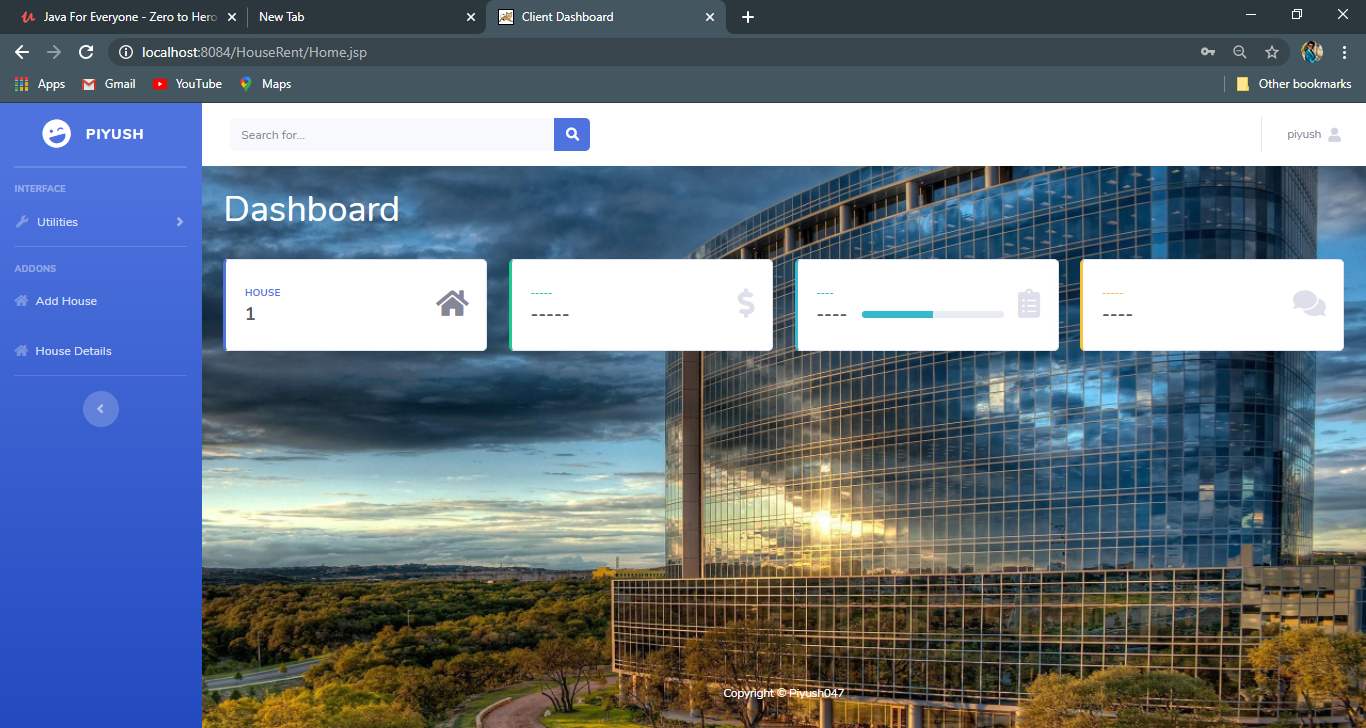 Java For Everyone - Zero to Hero
New Tab
Client Dashboard
localhost:8084/HouseRent/Home.jsp
Apps
Gmail
YouTube
Maps
Other bookmarks
PIYUSH
Search for...
piyush
INTERFACE
Utilities
ADDONS
Add House
House Details
Dashboard
HOUSE
1
-----
-----
----
----
-----
----
Copyright © Piyush047